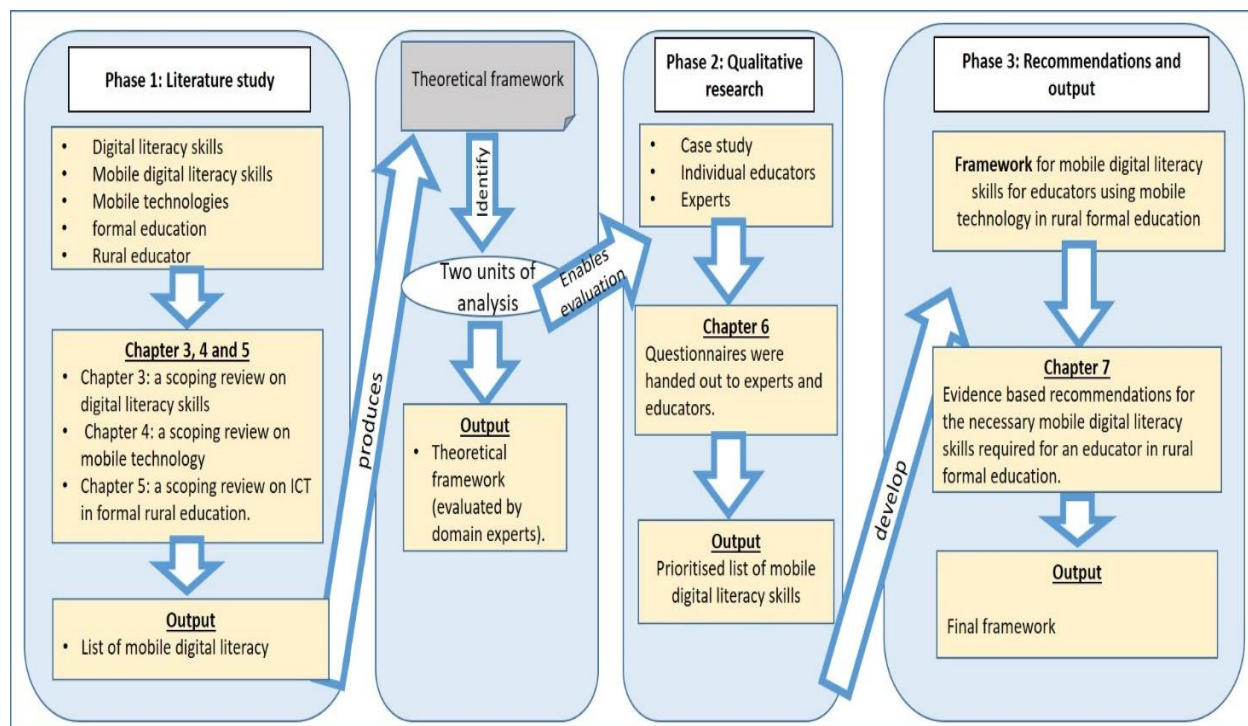 Phase 1: Literature study
• Digital literacy skills
• Mobile digital literacy skills
• Mobile technologies
• formal education
• Rural educator
Chapter 3, 4 and 5
• Chapter 3: a scoping review on
digital literacy skills
• Chapter 4: a scoping review on
mobile technology
• Chapter 5: a scoping review on ICT
in formal rural education.
Output
• List of mobile digital literacy
produces
Theoretical framework
Identify
Two units of
analysis
Output
• Theoretical
framework
(evaluated by
domain experts).
Enables
evaluation
Phase 2: Qualitative
research
• Case study
• Individual educators
• Experts
Chapter 6
Questionnaires were
handed out to experts and
educators.
Output
Prioritised list of mobile
digital literacy skills
develop
Phase 3: Recommendations and
output
Framework for mobile digital literacy
skills for educators using mobile
technology in rural formal education
Chapter 7
Evidence based recommendations for
the necessary mobile digital literacy
skills required for an educator in rural
formal education.
Output
Final framework